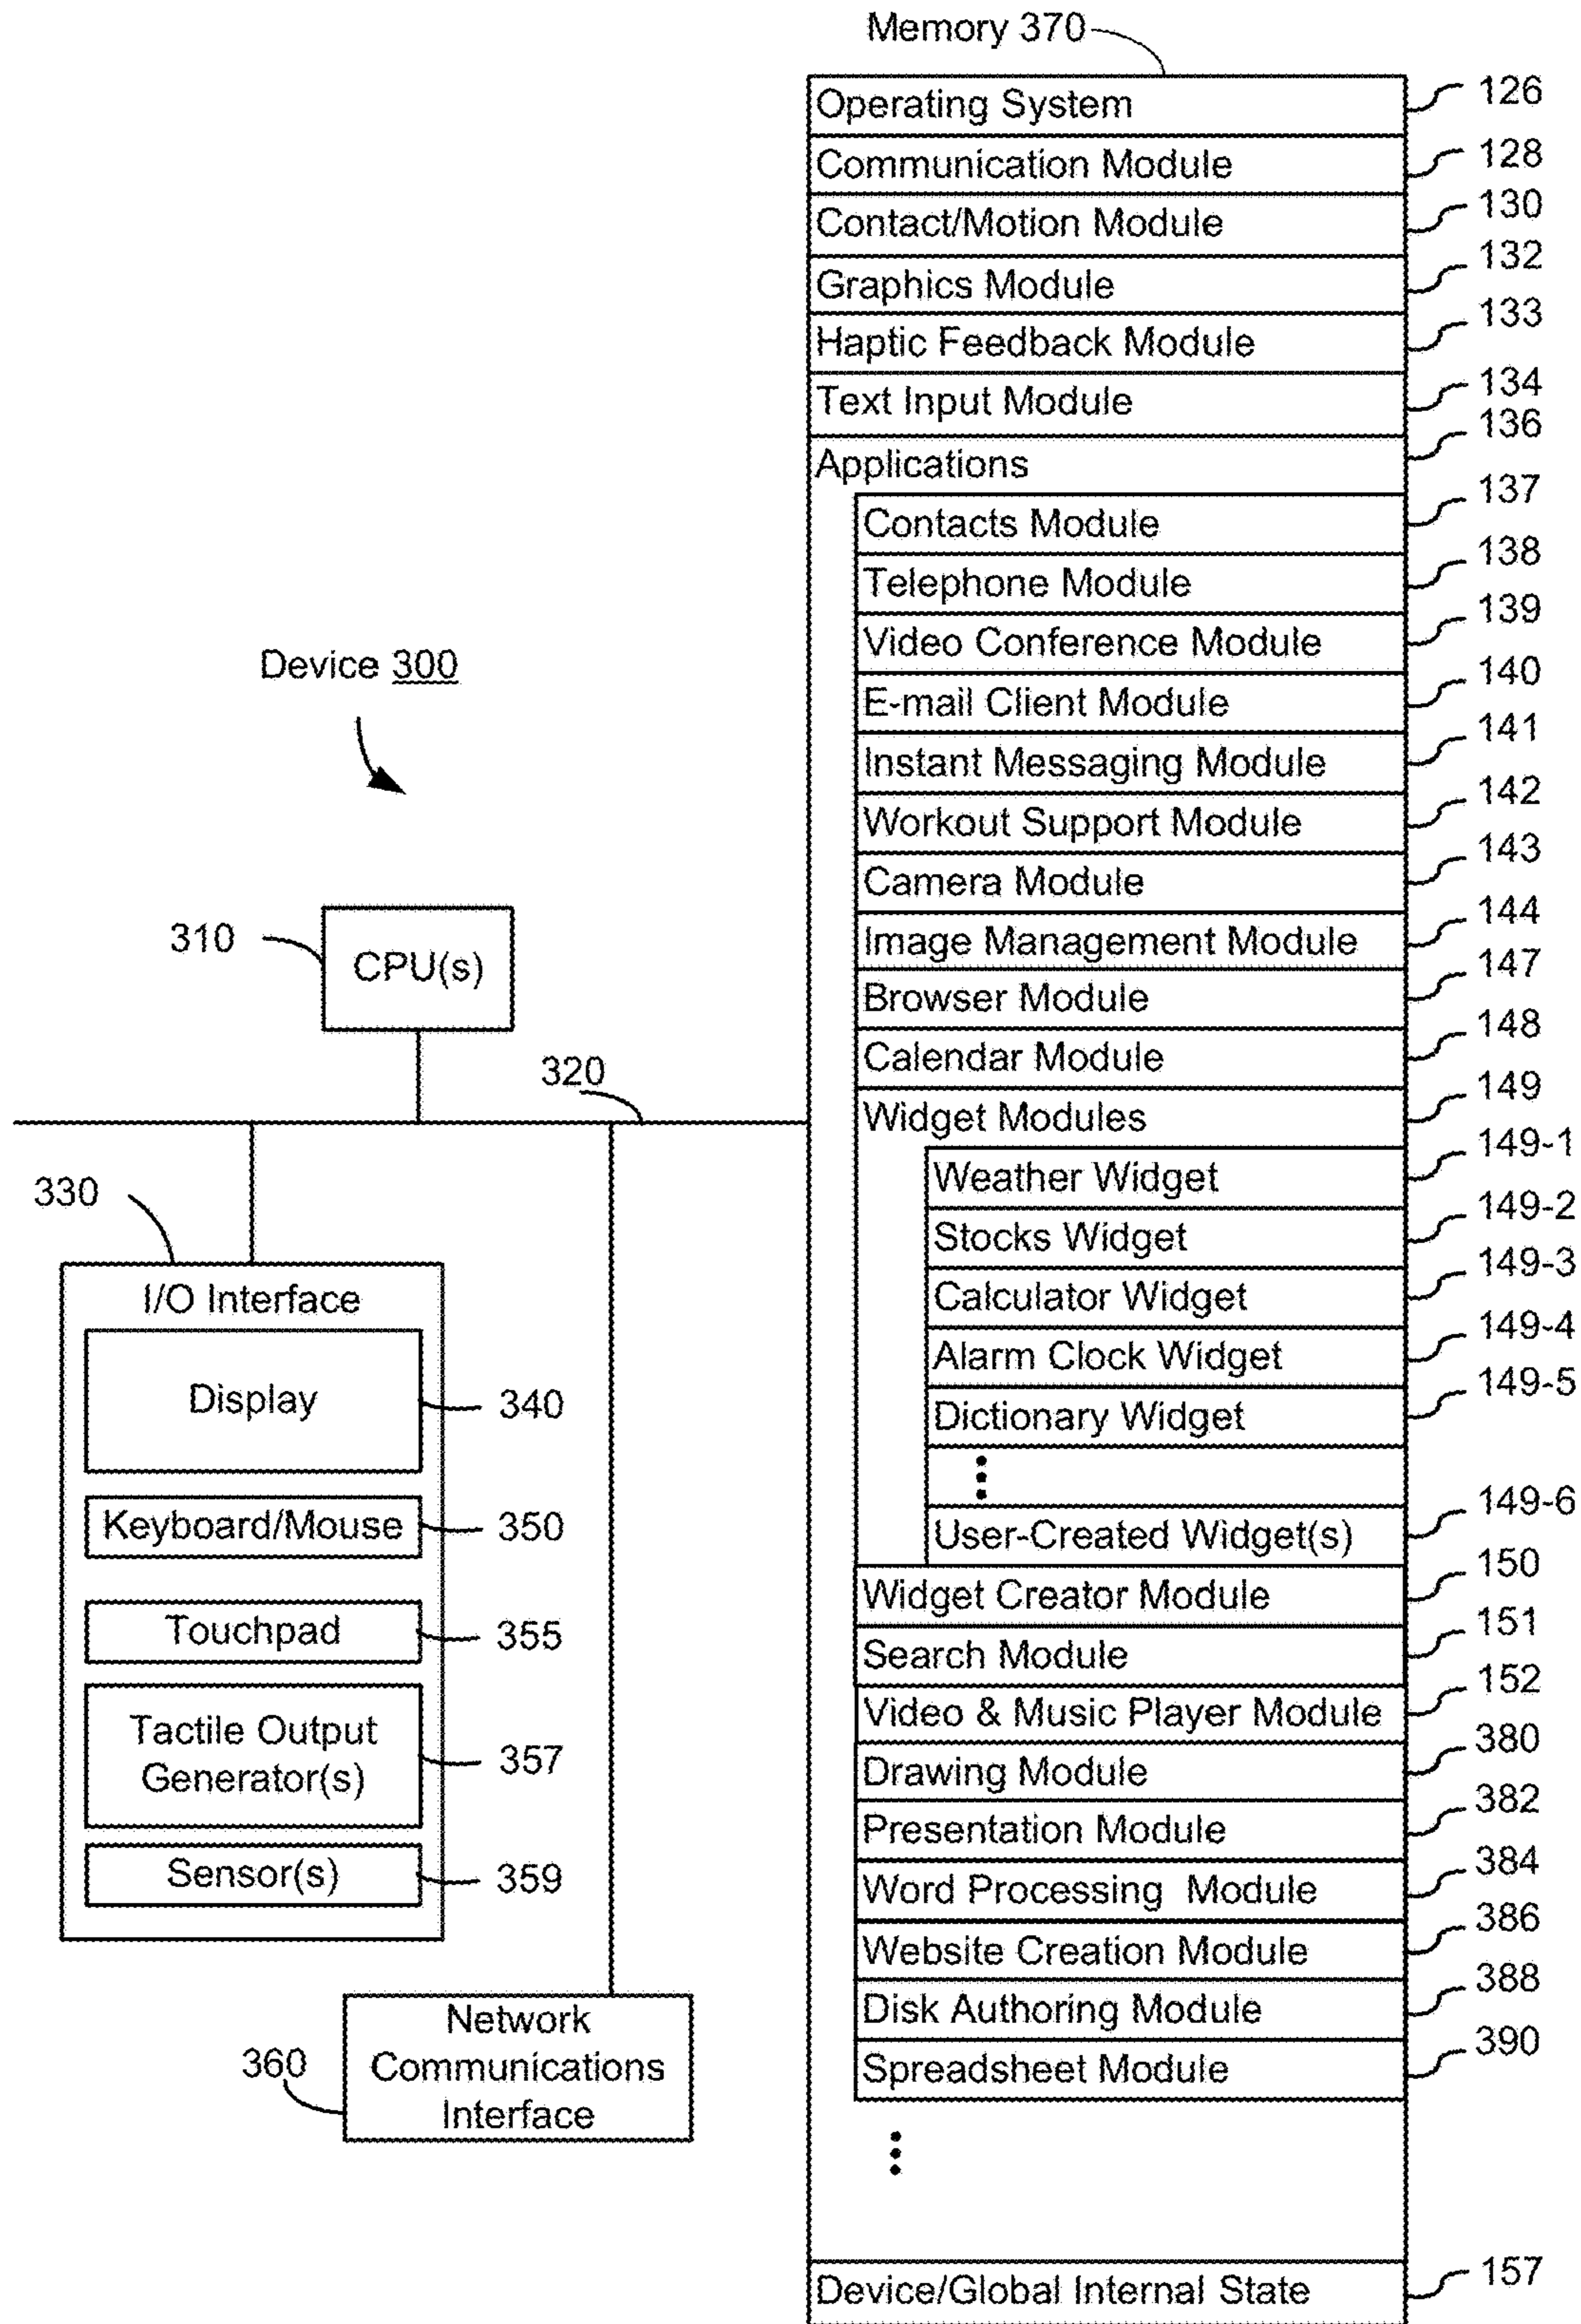 Memory 370
Operating System 126
Communication Module 128
Contact/Motion Module 130
Graphics Module 132
Haptic Feedback Module 133
Text Input Module 134
Applications 136
Contacts Module 137
Telephone Module 138
Video Conference Module 139
E-mail Client Module 140
Instant Messaging Module 141
Workout Support Module 142
Camera Module 143
Image Management Module 144
Browser Module 147
Calendar Module 148
Widget Modules 149
Weather Widget 149-1
Stocks Widget 149-2
Calculator Widget 149-3
Alarm Clock Widget 149-4
Dictionary Widget 149-5
User-Created Widget(s) 149-6
Widget Creator Module 150
Search Module 151
Video & Music Player Module 152
Drawing Module 380
Presentation Module 382
Word Processing Module 384
Website Creation Module 386
Disk Authoring Module 388
Spreadsheet Module 390
Device/Global Internal State 157
Device 300
310 CPU(s)
320
330
I/O Interface
Display 340
Keyboard/Mouse 350
Touchpad 355
Tactile Output
Generator(s) 357
Sensor(s) 359
360
Network
Communications
Interface